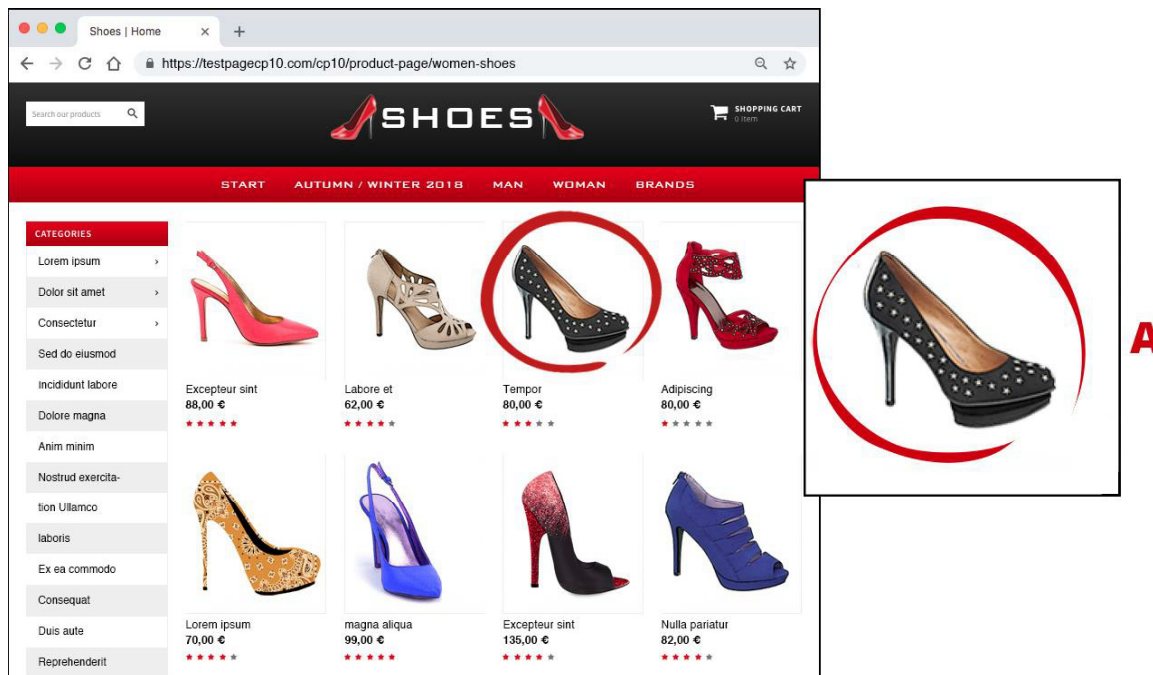 Shoes | Home
https://testpagecp10.com/cp10/product-page/women-shoes
Search our products
SHOES
SHOPPING CART
0 Item
START AUTUMN / WINTER 2018 MAN WOMAN BRANDS
CATEGORIES
Lorem ipsum
Dolor sit amet
Consectetur
Sed do eiusmod
Incididunt labore
Dolore magna
Anim minim
Nostrud exercita-
tion Ullamco
laboris
Ex ea commodo
Consequat
Duis aute
Reprehenderit
Excepteur sint
88,00 €
Labore et
62,00 €
Tempor
80,00 €
Adipiscing
80,00 €
Lorem ipsum
70,00 €
magna aliqua
99,00 €
Excepteur sint
135,00 €
Nulla pariatur
82,00 €
A